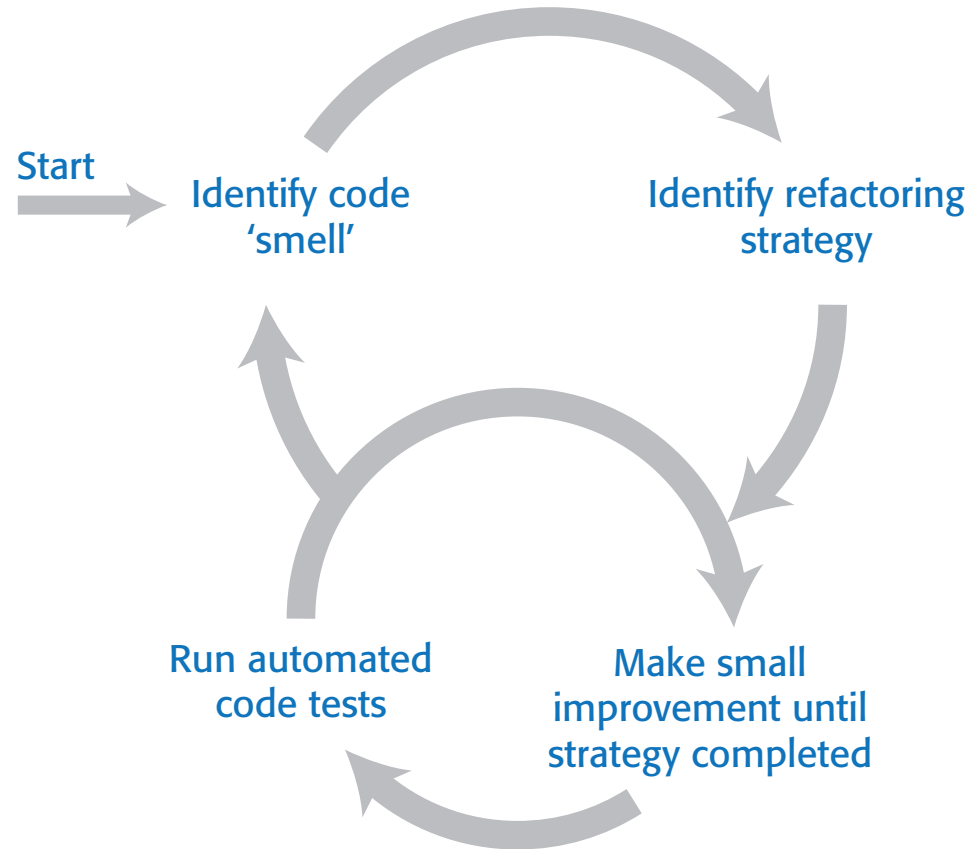 Start
Identify code
‘smell’
Identify refactoring
strategy
Run automated
code tests
Make small
improvement until
strategy completed